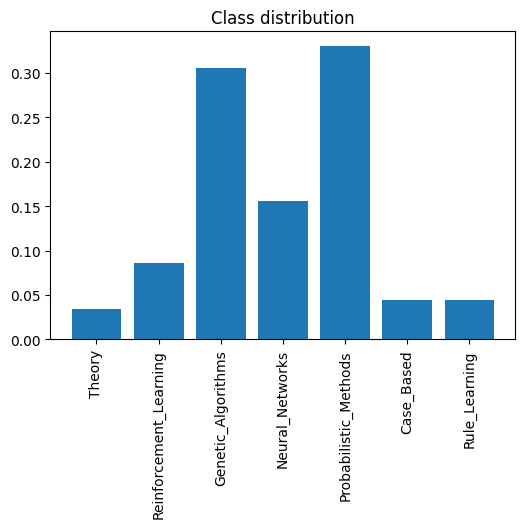 Class distribution
0.30
0.25
0.20
0.15
0.10
0.05
0.00
Theory
Reinforcement_Learning
Genetic_Algorithms
Neural_Networks
Probabilistic_Methods
Case_Based
Rule_Learning